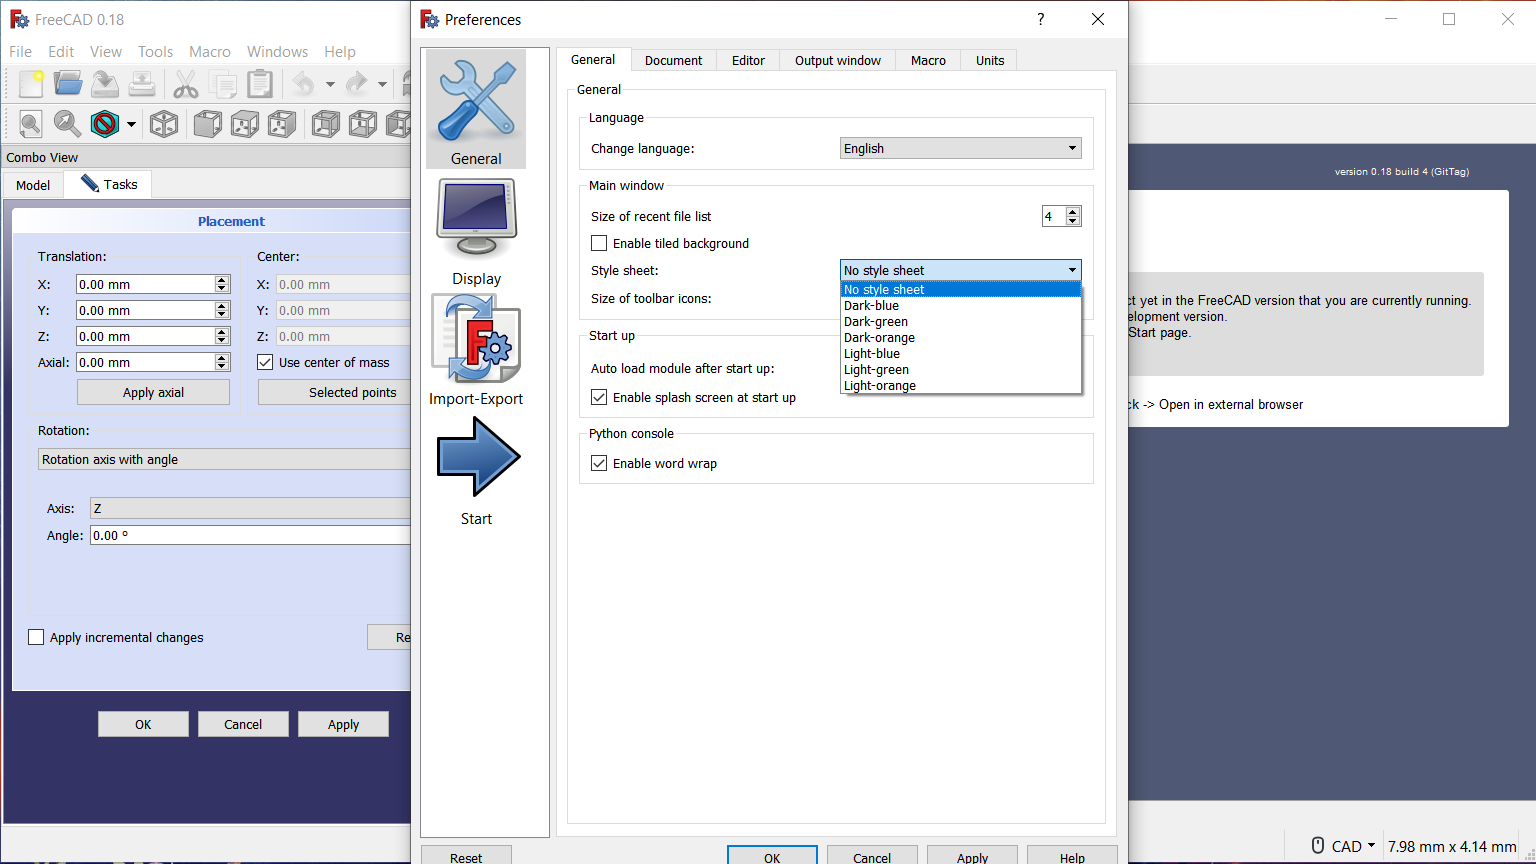 FreeCAD 0.18
File Edit View Tools Macro Windows Help
Combo View
Model Tasks
Placement
Translation: Center:
X: 0.00 mm X: 0.00 mm
Y: 0.00 mm Y: 0.00 mm
Z: 0.00 mm Z: 0.00 mm
Axial: 0.00 mm Use center of mass
Apply axial Selected points
Rotation:
Rotation axis with angle
Axis: Z
Angle: 0.00 °
Apply incremental changes Re
OK Cancel Apply
Preferences ?
General
Display
Import-Export
Start
General Document Editor Output window Macro Units
General
Language
Change language: English
Main window
Size of recent file list 4
Enable tiled background
Style sheet: No style sheet
No style sheet
Dark-blue
Dark-green
Dark-orange
Light-blue
Light-green
Light-orange
Size of toolbar icons:
Start up
Auto load module after start up:
Enable splash screen at start up
Python console
Enable word wrap
Reset OK Cancel Apply Help
version 0.18 build 4 (GitTag)
ct yet in the FreeCAD version that you are currently running.
elopment version.
Start page.
ck -> Open in external browser
CAD 7.98 mm x 4.14 mm